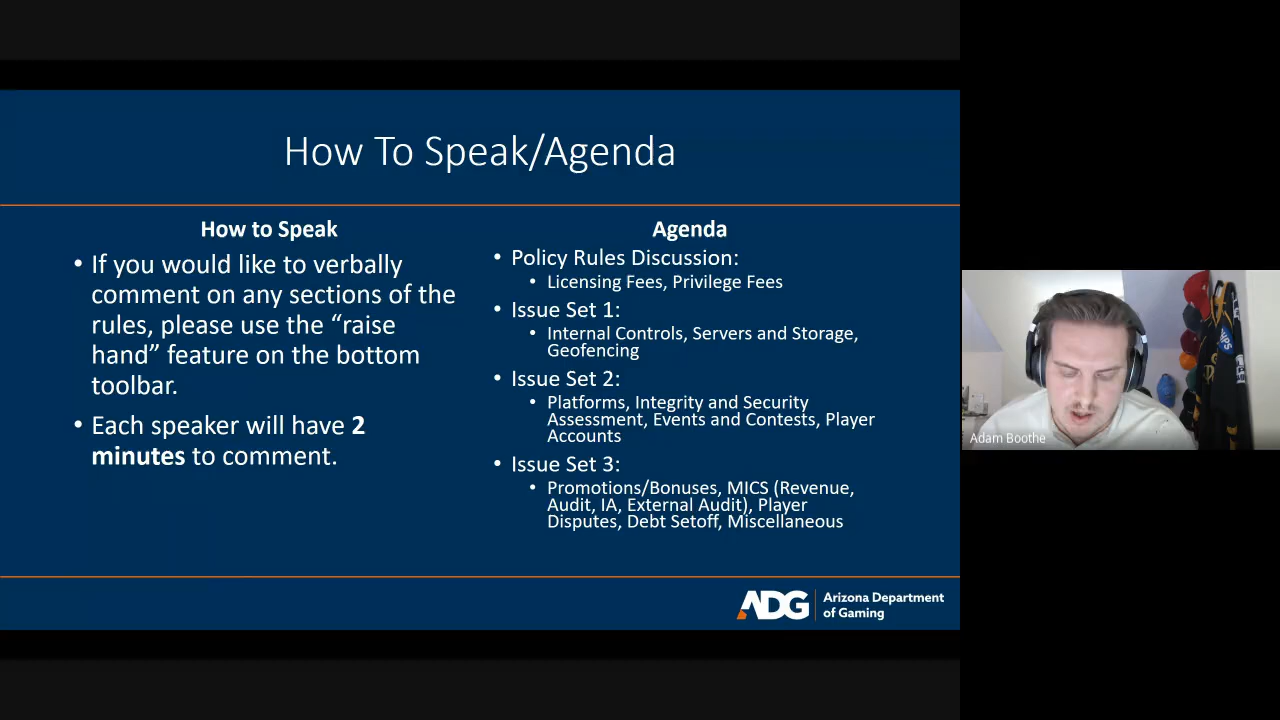 How To Speak/Agenda
How to Speak
• If you would like to verbally
comment on any sections of the
rules, please use the “raise
hand” feature on the bottom
toolbar.
• Each speaker will have 2
minutes to comment.
Agenda
• Policy Rules Discussion:
• Licensing Fees, Privilege Fees
• Issue Set 1:
• Internal Controls, Servers and Storage,
Geofencing
• Issue Set 2:
• Platforms, Integrity and Security
Assessment, Events and Contests, Player
Accounts
• Issue Set 3:
• Promotions/Bonuses, MICS (Revenue,
Audit, IA, External Audit), Player
Disputes, Debt Setoff, Miscellaneous
ADG
Arizona Department
of Gaming
Adam Boothe